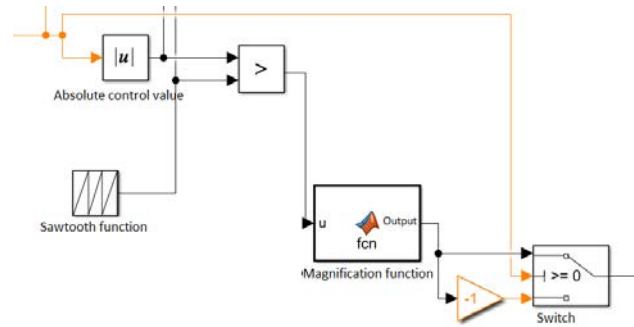 |u|
>
Absolute control value
Sawtooth function
u
Output
fcn
Magnification function
-1
>= 0
Switch